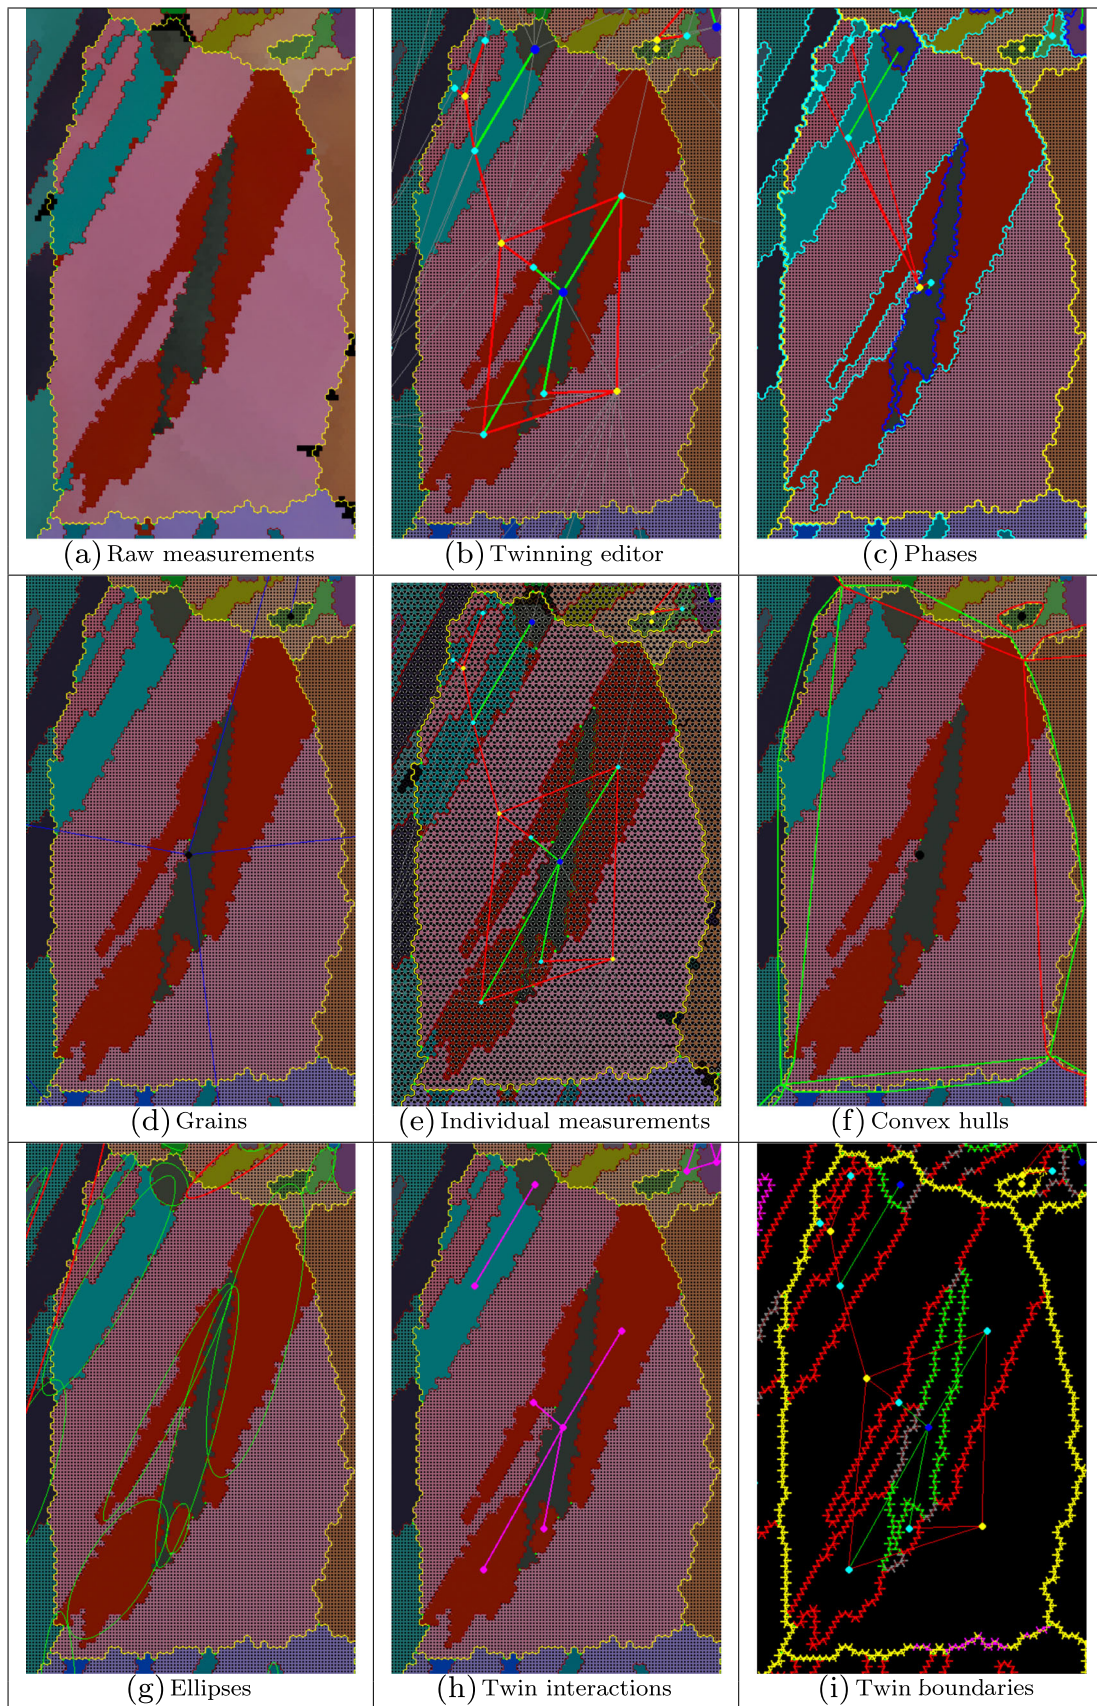 (a) Raw measurements
(b) Twinning editor
(c) Phases
(d) Grains
(e) Individual measurements
(f) Convex hulls
(g) Ellipses
(h) Twin interactions
(i) Twin boundaries